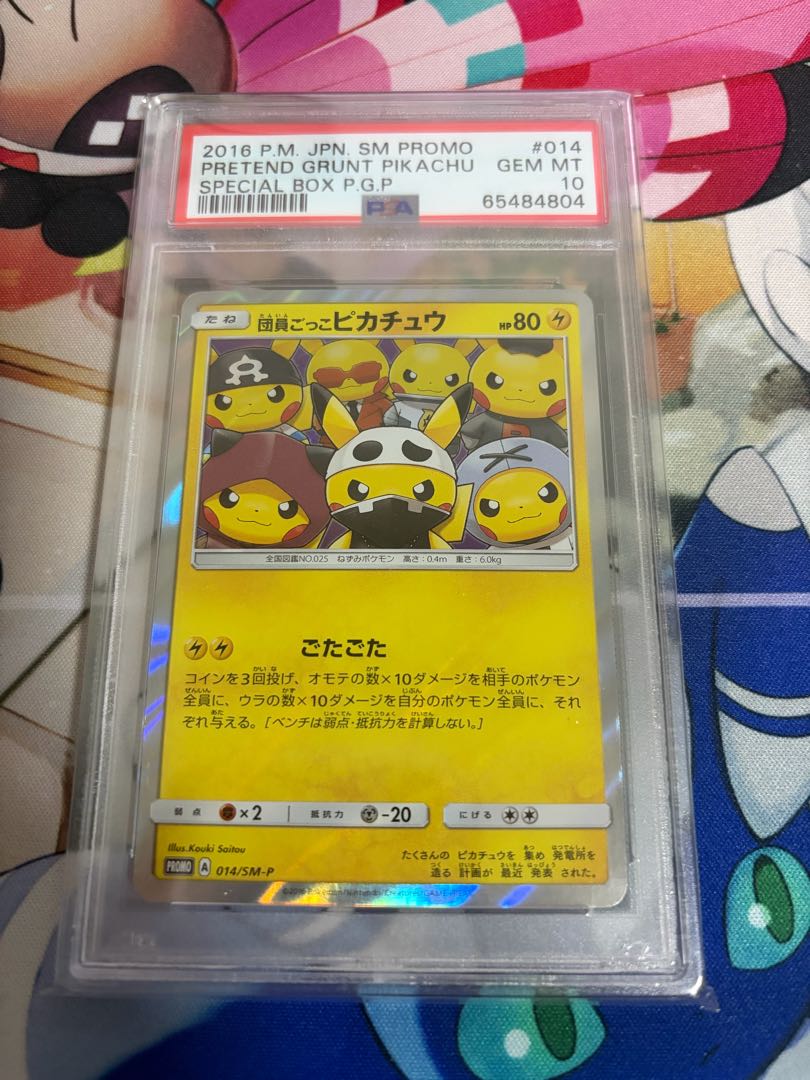 2016 P.M. JPN. SM PROMO #014
PRETEND GRUNT PIKACHU GEM MT
SPECIAL BOX P.G.P 10
PSA 65484804
たね 団員ごっこピカチュウ HP80
たんいん
全国図鑑NO.025 ねずみポケモン 高さ：0.4m 重さ：6.0kg
ごたごた
コインを3回投げ、オモテの数×10ダメージを相手のポケモン
全員に、ウラの数×10ダメージを自分のポケモン全員に、それ
ぞれ与える。［ベンチは弱点・抵抗力を計算しない。］
弱点 ×2 抵抗力 -20 にげる
Illus.Kouki Saitou
たくさんの ピカチュウを 集め 発電所を
造る 計画が 最近 発表 された。
PROMO A 014/SM-P